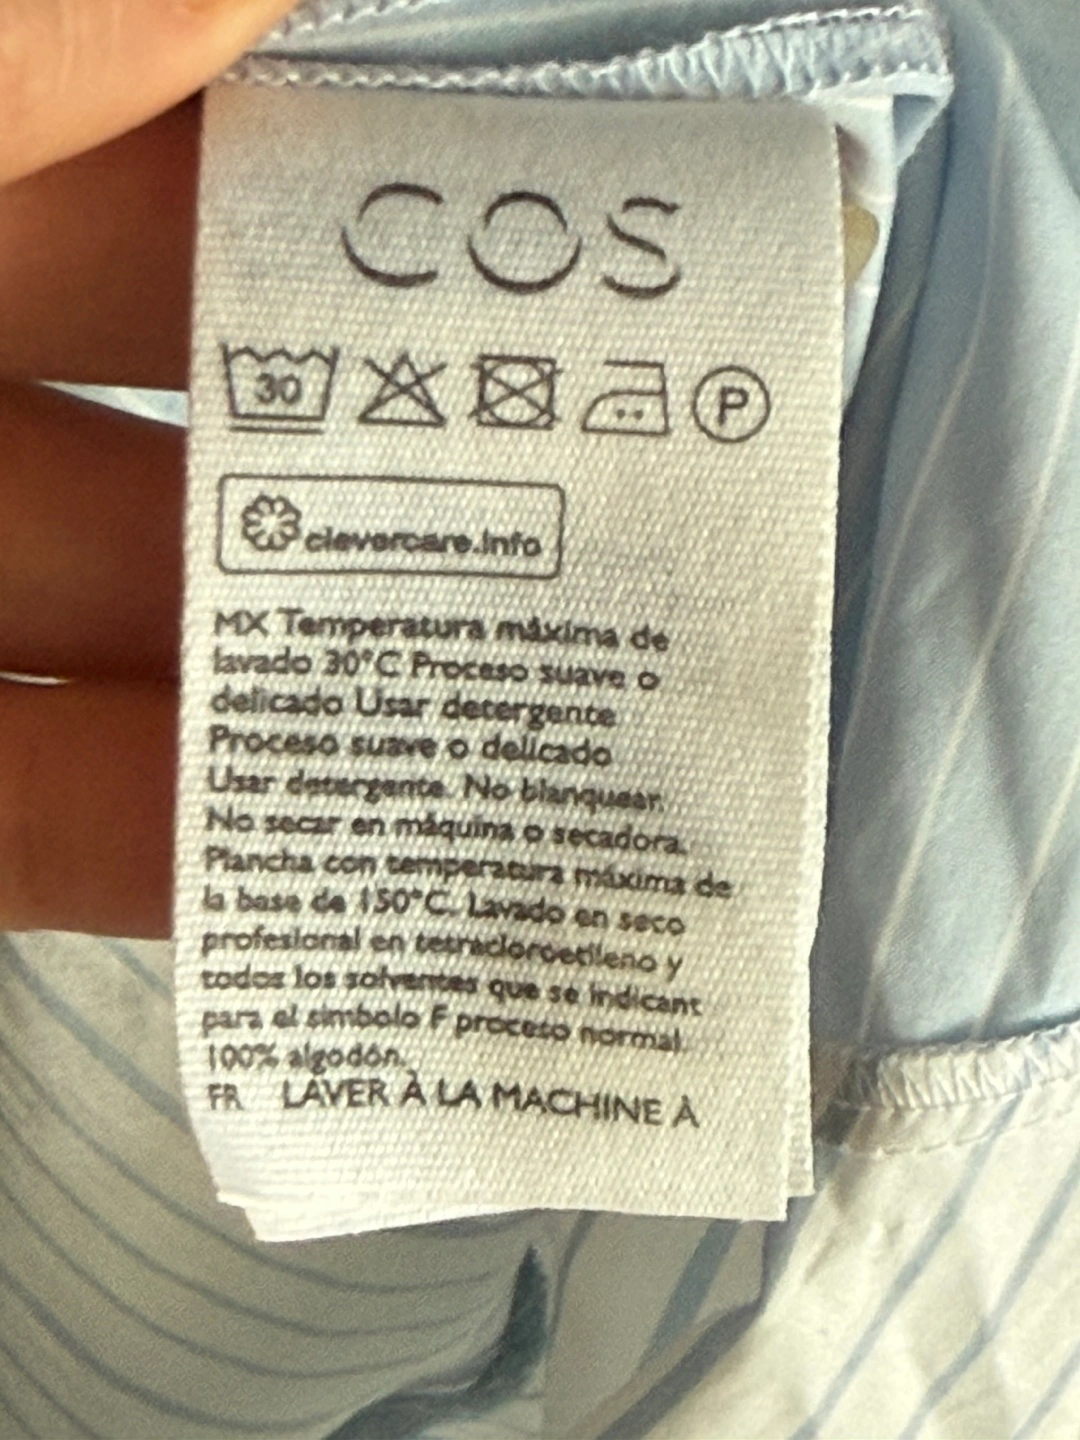 COS
30
P
clevercare.info
MX Temperatura máxima de
lavado 30°C Proceso suave o
delicado Usar detergente
Proceso suave o delicado
Usar detergente. No blanquear.
No secar en máquina o secadora.
Plancha con temperatura máxima de
la base de 150°C. Lavado en seco
profesional en tetracloroetileno y
todos los solventes que se indicant
para el simbolo F proceso normal.
100% algodón.
FR LAVER À LA MACHINE À